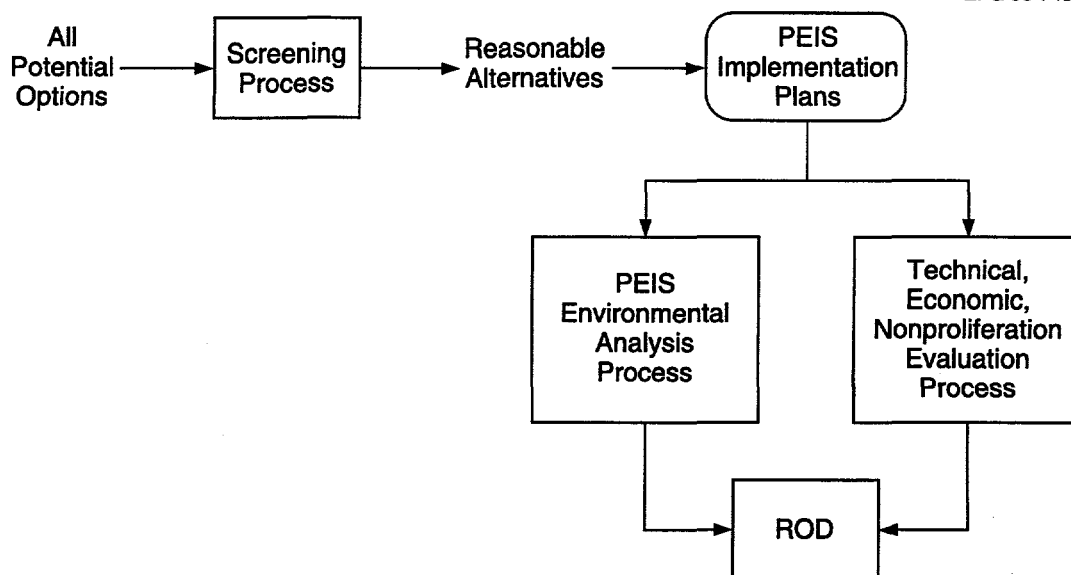 All
Potential
Options
Screening
Process
Reasonable
Alternatives
PEIS
Implementation
Plans
PEIS
Environmental
Analysis
Process
Technical,
Economic,
Nonproliferation
Evaluation
Process
ROD